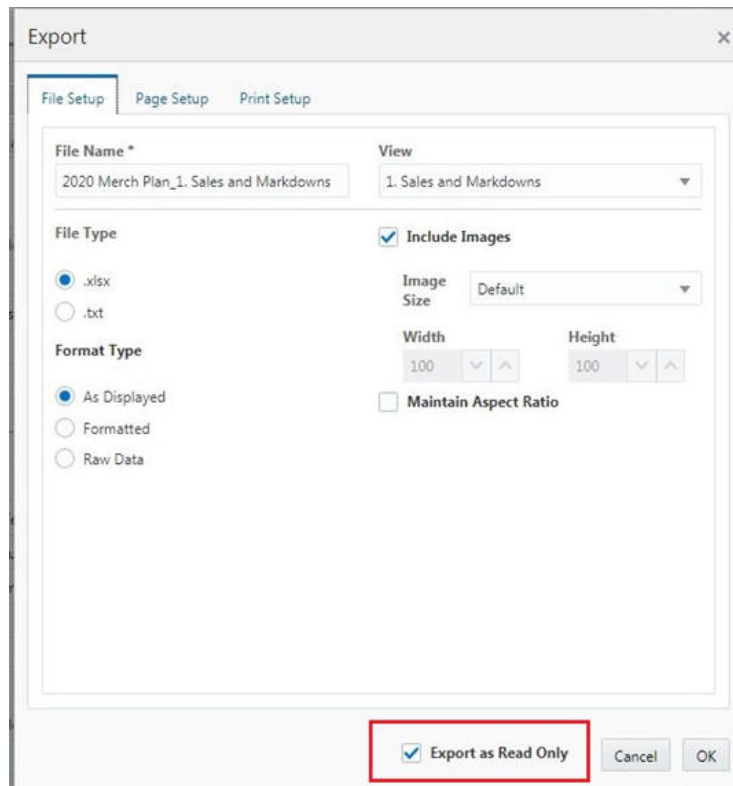 Export
File Setup Page Setup Print Setup
File Name * View
2020 Merch Plan_1. Sales and Markdowns 1. Sales and Markdowns
File Type Include Images
.xlsx
Image Size Default
.txt
Width Height
Format Type
100 100
As Displayed Maintain Aspect Ratio
Formatted
Raw Data
Export as Read Only Cancel OK